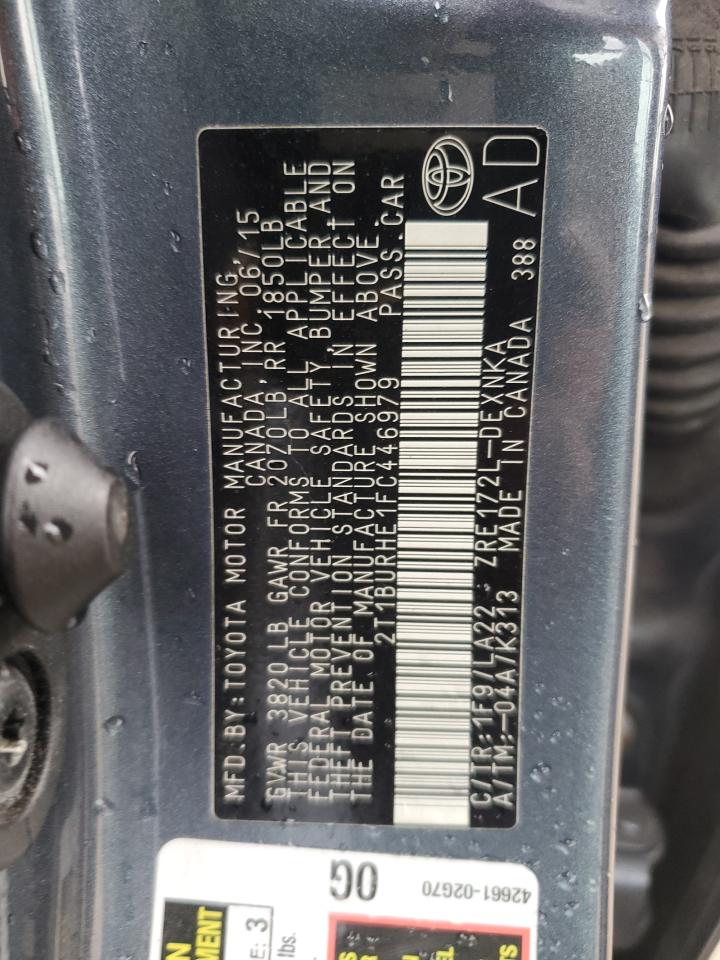 MFD.BY:TOYOTA MOTOR MANUFACTURING
CANADA, INC. 06/15
GVWR 3820 LB GAWR FR 2070LB, RR 1850LB
THIS VEHICLE CONFORMS TO ALL APPLICABLE
FEDERAL MOTOR VEHICLE SAFETY, BUMPER, AND
THEFT PREVENTION STANDARDS IN EFFECT ON
THE DATE OF MANUFACTURE SHOWN ABOVE.
2T1BURHE1FC446979 PASS.CAR
C/TR:1F9/LA22 ZRE172L-DEXNKA
A/TM:-04A/K313 MADE IN CANADA 388
AD
0G
42661-02G70
E: 3
lbs.